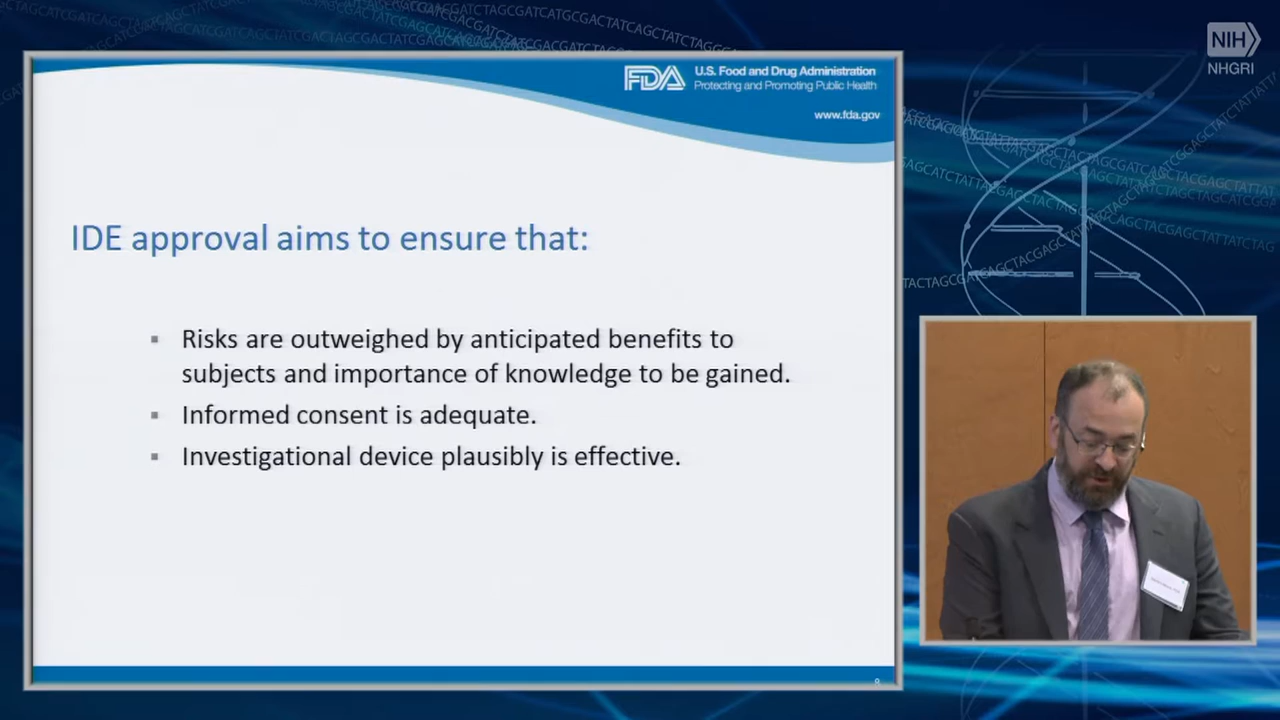 NIH
NHGRI
FDA
U.S. Food and Drug Administration
Protecting and Promoting Public Health
www.fda.gov
IDE approval aims to ensure that:
▪ Risks are outweighed by anticipated benefits to
subjects and importance of knowledge to be gained.
▪ Informed consent is adequate.
▪ Investigational device plausibly is effective.